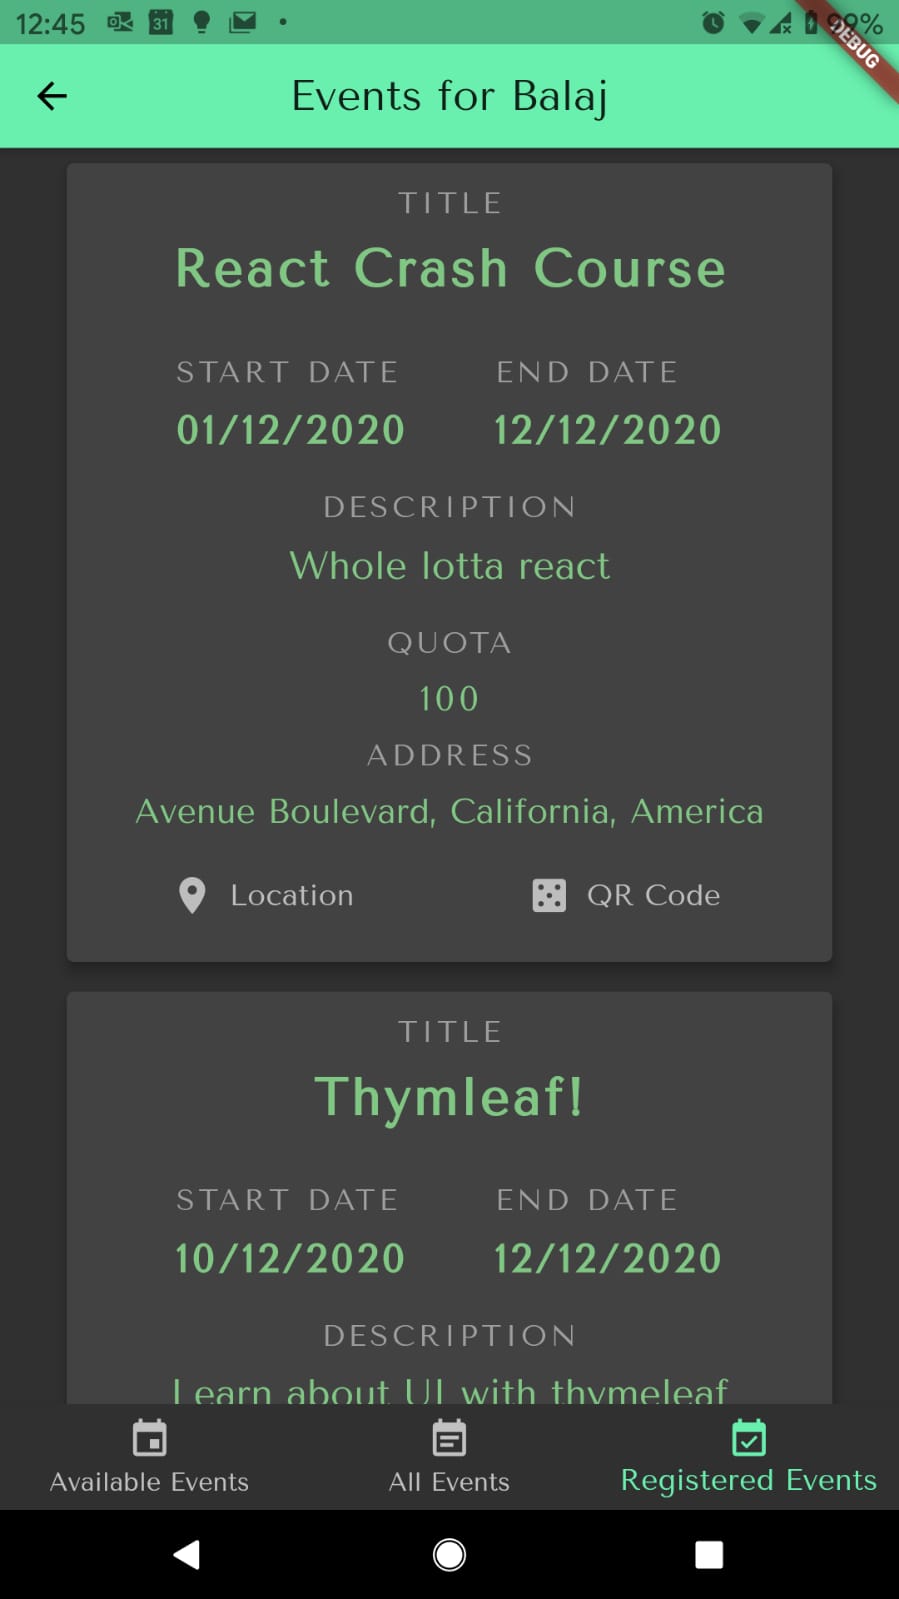 12:45 31 99%
DEBUG
Events for Balaj
TITLE
React Crash Course
START DATE END DATE
01/12/2020 12/12/2020
DESCRIPTION
Whole lotta react
QUOTA
100
ADDRESS
Avenue Boulevard, California, America
Location QR Code
TITLE
Thymleaf!
START DATE END DATE
10/12/2020 12/12/2020
DESCRIPTION
Learn about UI with thymeleaf
Available Events All Events Registered Events